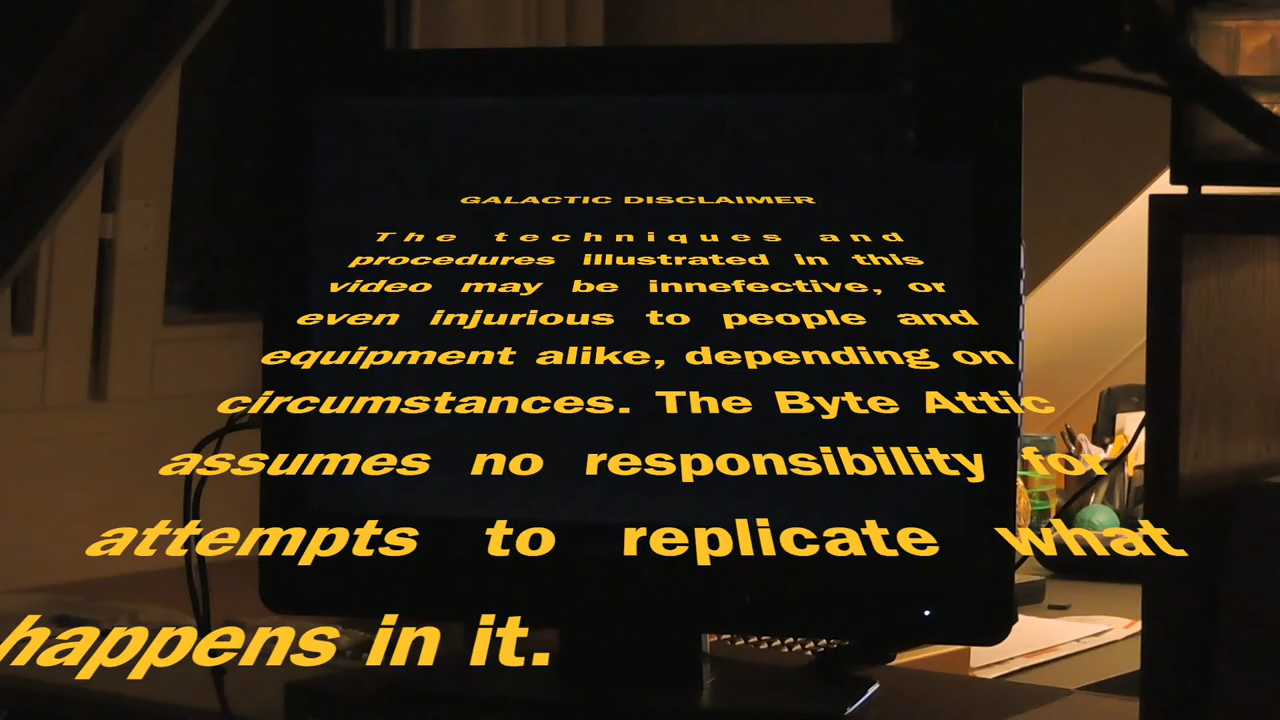 GALACTIC DISCLAIMER
The techniques and
procedures illustrated in this
video may be innefective, or
even injurious to people and
equipment alike, depending on
circumstances. The Byte Attic
assumes no responsibility for
attempts to replicate what
happens in it.